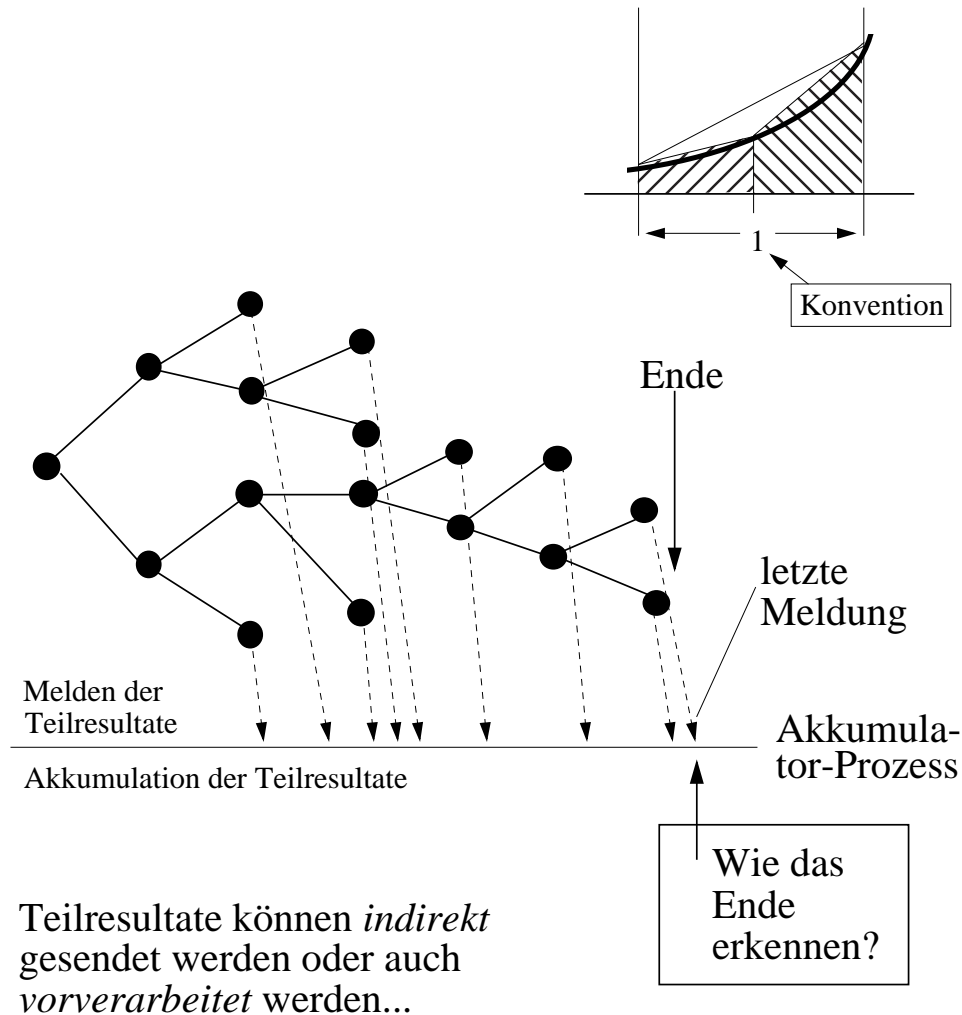 1
Konvention
Ende
letzte
Meldung
Melden der
Teilresultate
Akkumula-
tor-Prozess
Akkumulation der Teilresultate
Wie das
Ende
erkennen?
Teilresultate können indirekt
gesendet werden oder auch
vorverarbeitet werden...